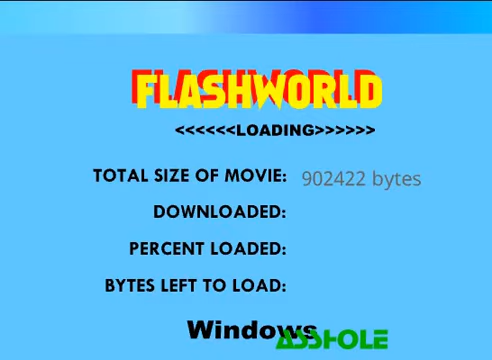 FLASHWORLD
<<<<<<LOADING>>>>>>
TOTAL SIZE OF MOVIE: 902422 bytes
DOWNLOADED:
PERCENT LOADED:
BYTES LEFT TO LOAD:
Windows
ASSHOLE